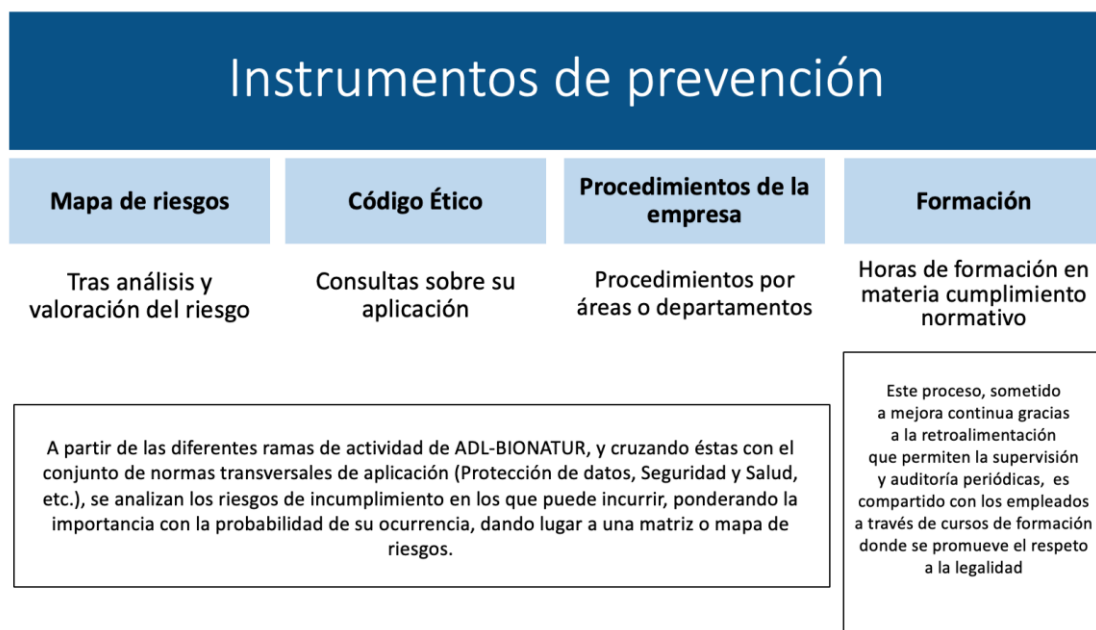 Instrumentos de prevención
Mapa de riesgos
Código Ético
Procedimientos de la
empresa
Formación
Tras análisis y
valoración del riesgo
Consultas sobre su
aplicación
Procedimientos por
áreas o departamentos
Horas de formación en
materia cumplimiento
normativo
A partir de las diferentes ramas de actividad de ADL-BIONATUR, y cruzando éstas con el
conjunto de normas transversales de aplicación (Protección de datos, Seguridad y Salud,
etc.), se analizan los riesgos de incumplimiento en los que puede incurrir, ponderando la
importancia con la probabilidad de su ocurrencia, dando lugar a una matriz o mapa de
riesgos.
Este proceso, sometido
a mejora continua gracias
a la retroalimentación
que permiten la supervisión
y auditoría periódicas, es
compartido con los empleados
a través de cursos de formación
donde se promueve el respeto
a la legalidad